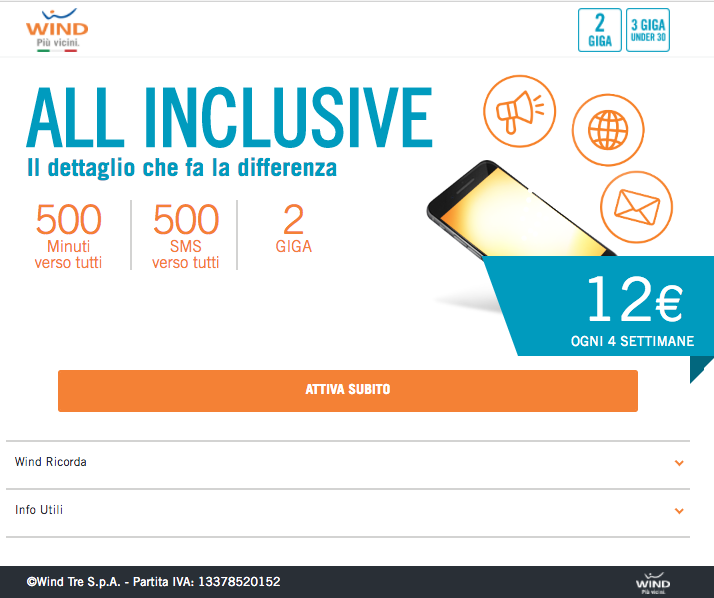 WIND
Più vicini.
2
GIGA
3 GIGA
UNDER 30
ALL INCLUSIVE
Il dettaglio che fa la differenza
500
Minuti
verso tutti
500
SMS
verso tutti
2
GIGA
12€
OGNI 4 SETTIMANE
ATTIVA SUBITO
Wind Ricorda
Info Utili
©Wind Tre S.p.A. - Partita IVA: 13378520152
WIND
Più vicini.